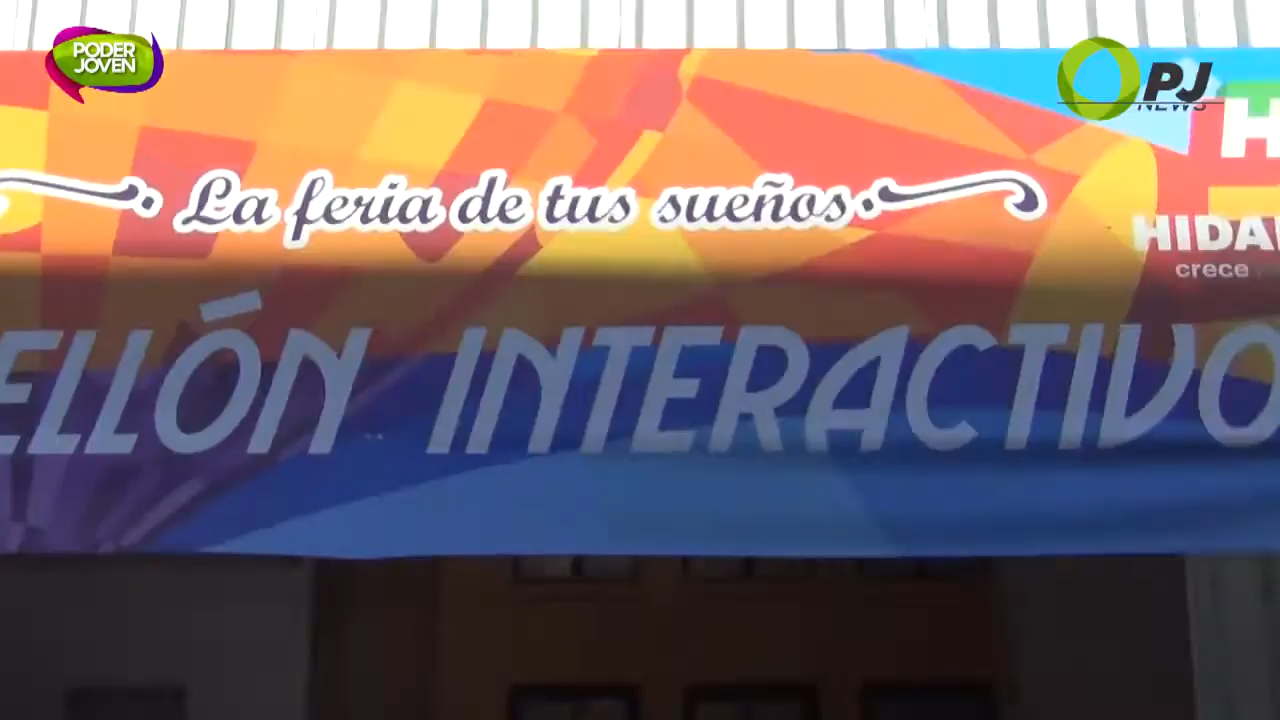 PODER
JOVEN
PJ
NEWS
La feria de tus sueños
HIDA
crece
ELLÓN INTERACTIVO